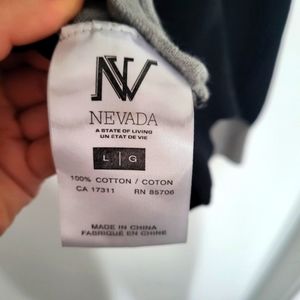 NV
NEVADA
A STATE OF LIVING
UN ÉTAT DE VIE
L | G
100% COTTON / COTON
CA 17311 RN 85706
MADE IN CHINA
FABRIQUÉ EN CHINE